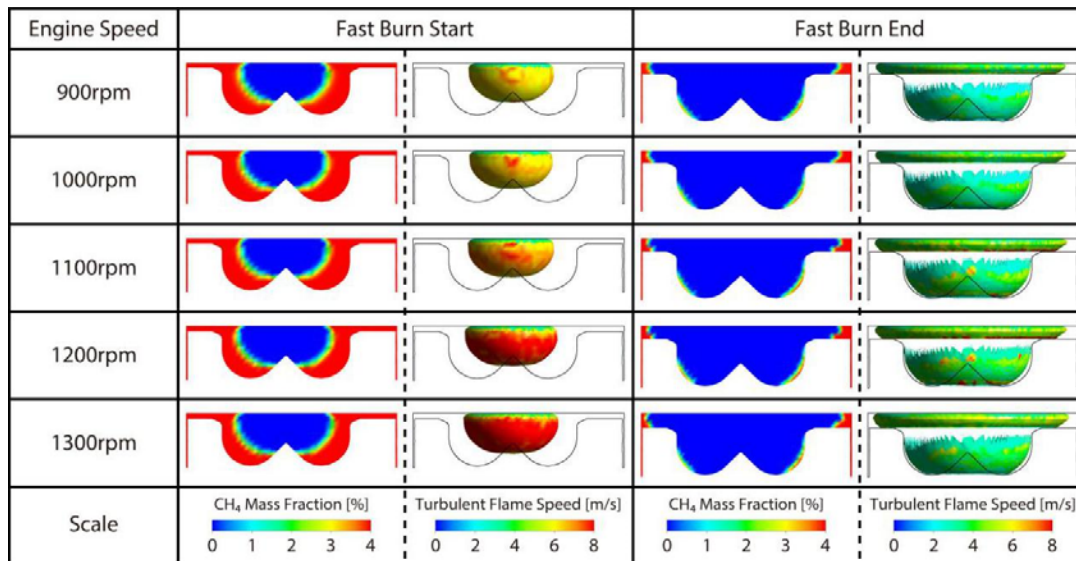 Engine Speed Fast Burn Start Fast Burn End
900rpm
1000rpm
1100rpm
1200rpm
1300rpm
Scale
CH₄ Mass Fraction [%] Turbulent Flame Speed [m/s] CH₄ Mass Fraction [%] Turbulent Flame Speed [m/s]
0 1 2 3 4 0 2 4 6 8 0 1 2 3 4 0 2 4 6 8